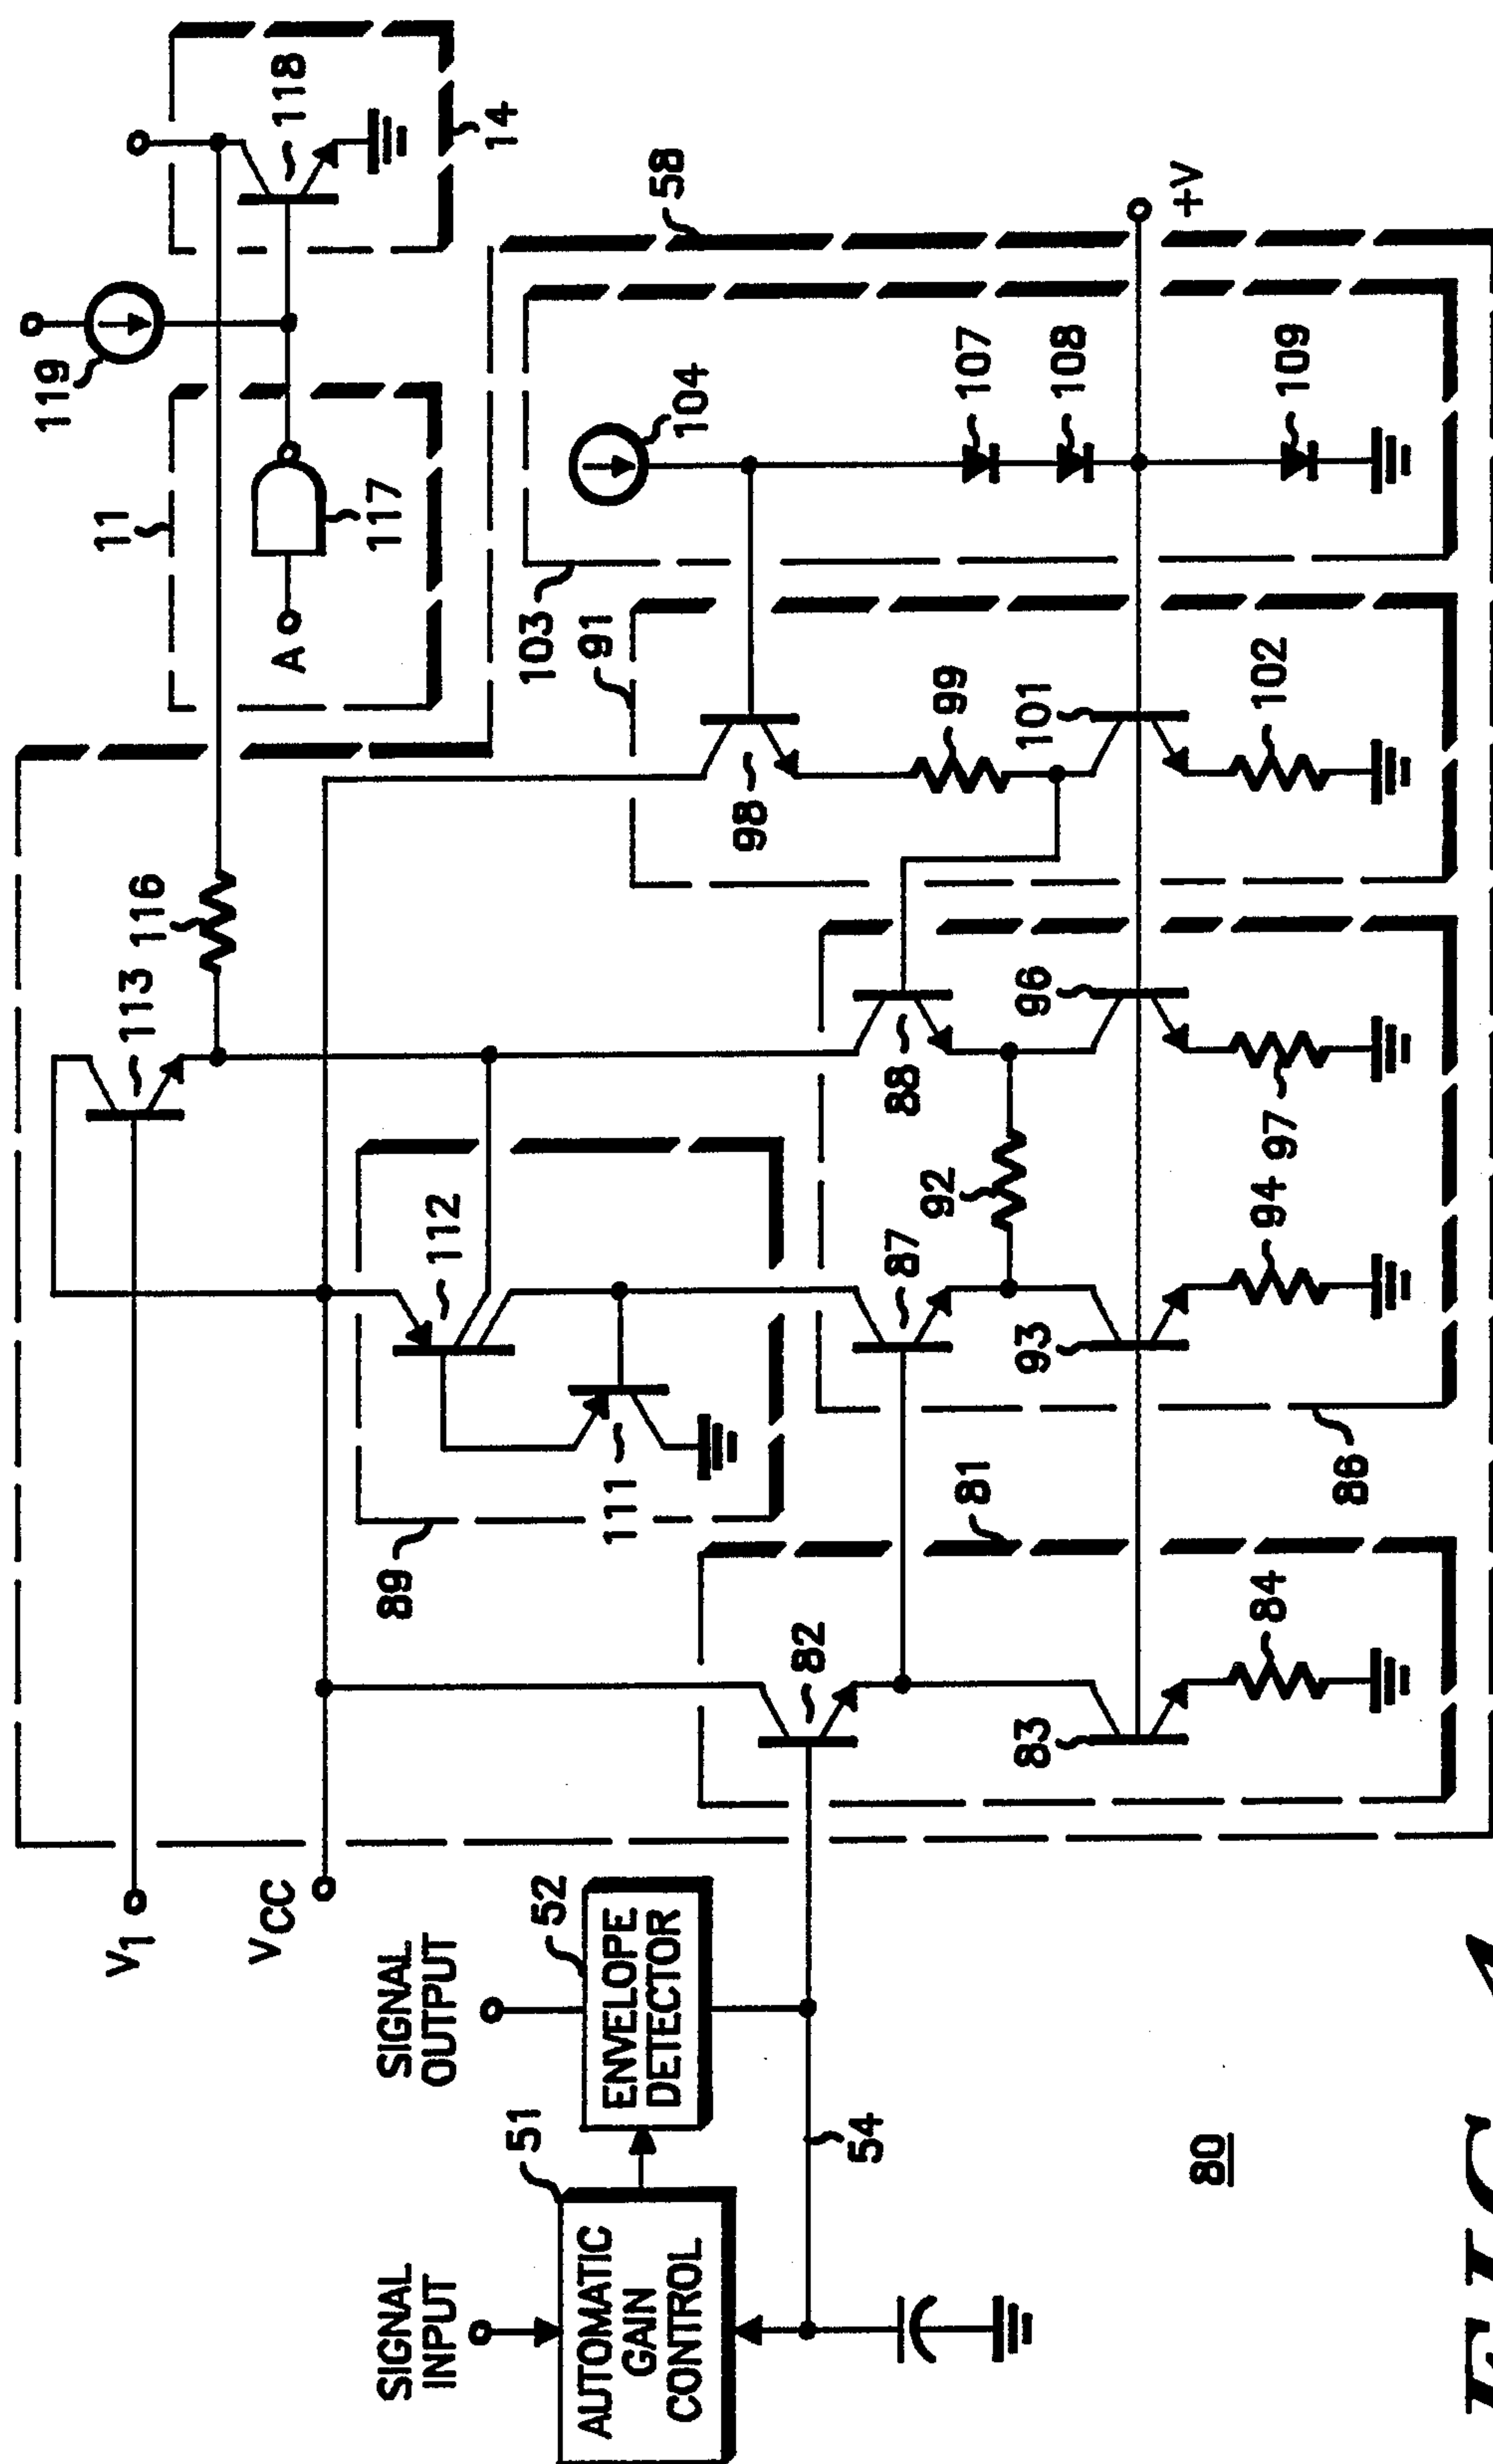 119
V1
113
116
11
118
VCC
A
117
SIGNAL
INPUT
SIGNAL
OUTPUT
89
112
14
51
52
103
91
58
AUTOMATIC
GAIN
CONTROL
ENVELOPE
DETECTOR
111
104
98
82
54
81
87
88
92
99
107
83
93
96
101
108
+V
80
84
94
97
102
109
86